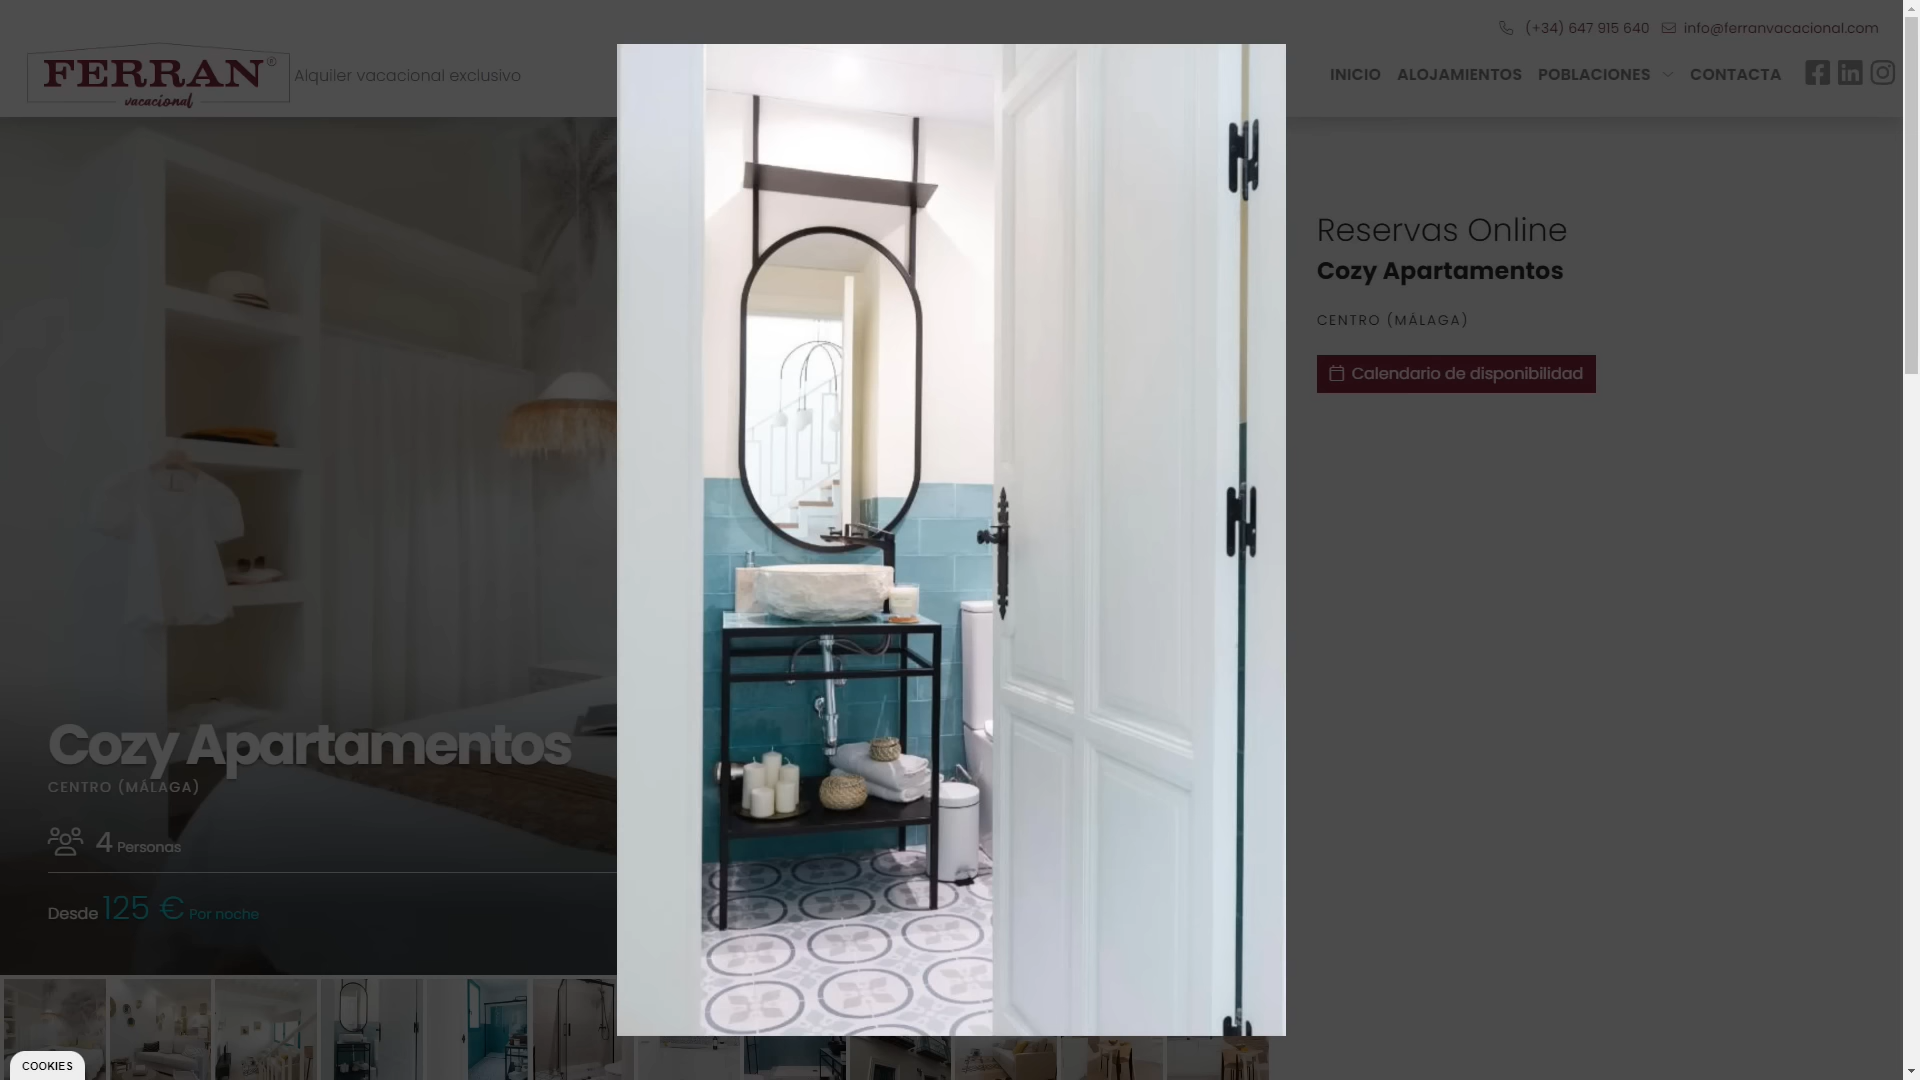 (+34) 647 915 640 info@ferranvacacional.com
FERRAN®
vacacional
Alquiler vacacional exclusivo
INICIO ALOJAMIENTOS POBLACIONES CONTACTA
Reservas Online
Cozy Apartamentos
CENTRO (MÁLAGA)
Calendario de disponibilidad
Cozy Apartamentos
CENTRO (MÁLAGA)
4 Personas
Desde 125 € Por noche
COOKIES